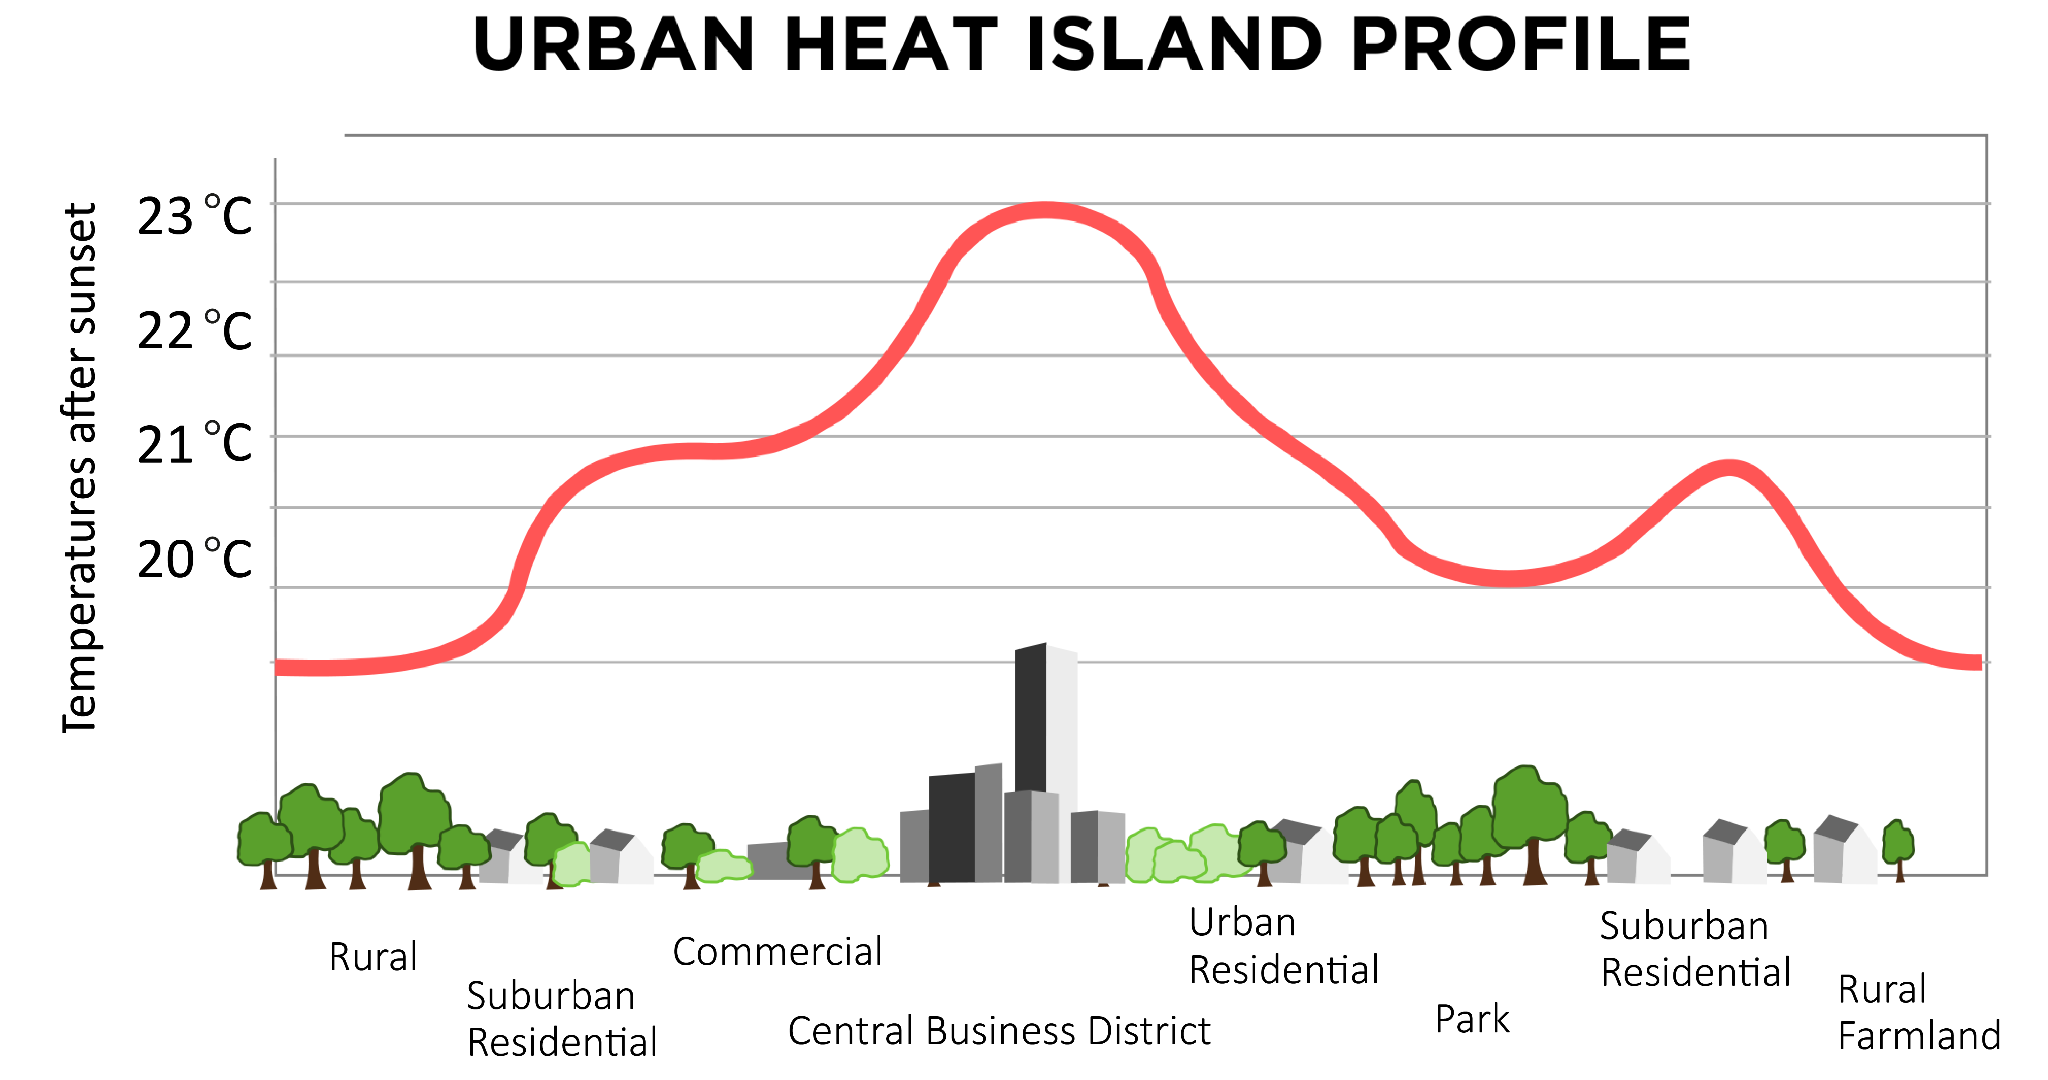 URBAN HEAT ISLAND PROFILE
Temperatures after sunset
23 °C
22 °C
21 °C
20 °C
Rural
Suburban
Residential
Commercial
Central Business District
Urban
Residential
Park
Suburban
Residential
Rural
Farmland